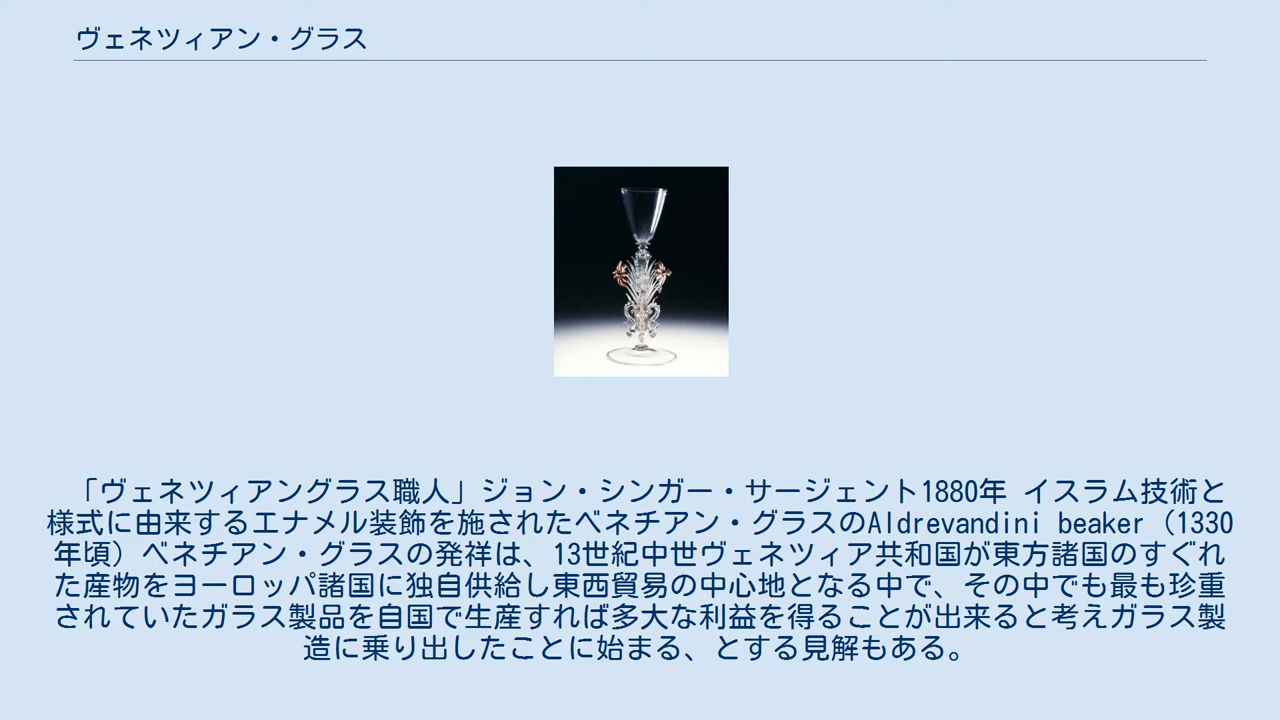 ヴェネツィアン・グラス
「ヴェネツィアングラス職人」ジョン・シンガー・サージェント1880年 イスラム技術と
様式に由来するエナメル装飾を施されたベネチアン・グラスのAldrevandini beaker（1330
年頃）ベネチアン・グラスの発祥は、13世紀中世ヴェネツィア共和国が東方諸国のすぐれ
た産物をヨーロッパ諸国に独自供給し東西貿易の中心地となる中で、その中でも最も珍重
されていたガラス製品を自国で生産すれば多大な利益を得ることが出来ると考えガラス製
造に乗り出したことに始まる、とする見解もある。